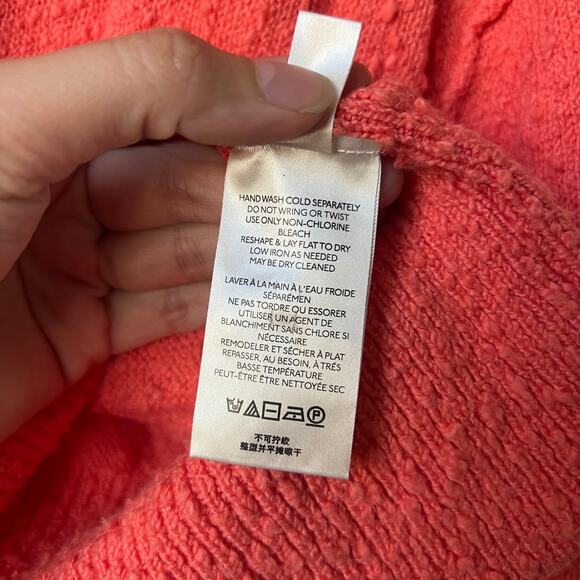 HAND WASH COLD SEPARATELY
DO NOT WRING OR TWIST
USE ONLY NON-CHLORINE
BLEACH
RESHAPE & LAY FLAT TO DRY
LOW IRON AS NEEDED
MAY BE DRY CLEANED
LAVER À LA MAIN À L'EAU FROIDE
SÉPARÉMEN
NE PAS TORDRE QU ESSORER
UTILISER UN AGENT DE
BLANCHIMENT SANS CHLORE SI
NÉCESSAIRE
REMODELER ET SÉCHER À PLAT
REPASSER, AU BESOIN, À TRÉS
BASSE TEMPÉRATURE
PEUT-ÊTRE ÊTRE NETTOYÉE SEC
P
不可拧绞
整理并平摊晾干